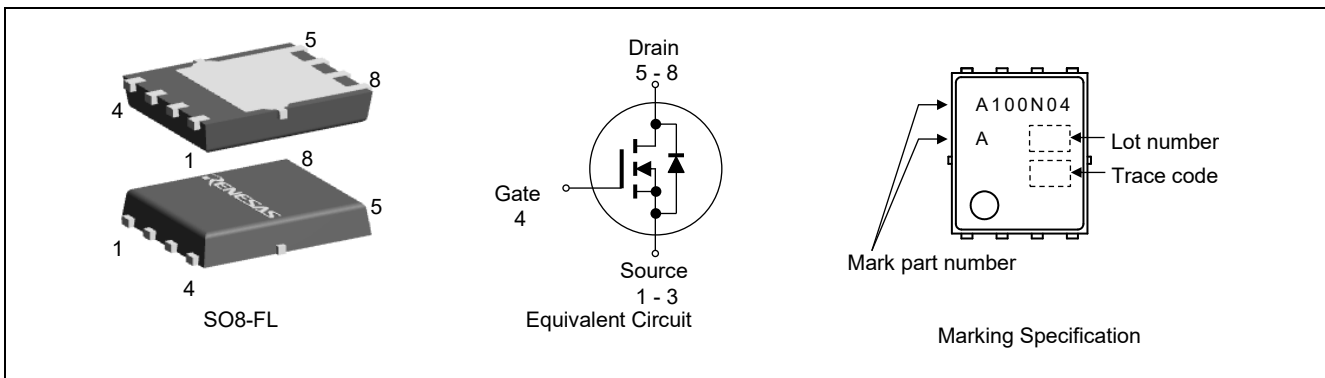 5
8
4
1
8
RENESAS
5
1
4
SO8-FL
Drain
5 - 8
Gate
4
Source
1 - 3
Equivalent Circuit
A100N04
A
Lot number
Trace code
Mark part number
Marking Specification